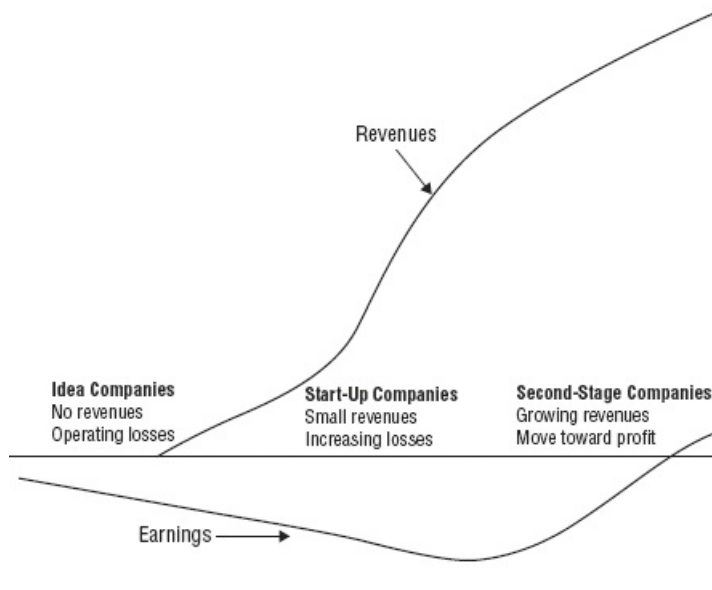 Revenues
Idea Companies
No revenues
Operating losses
Start-Up Companies
Small revenues
Increasing losses
Second-Stage Companies
Growing revenues
Move toward profit
Earnings